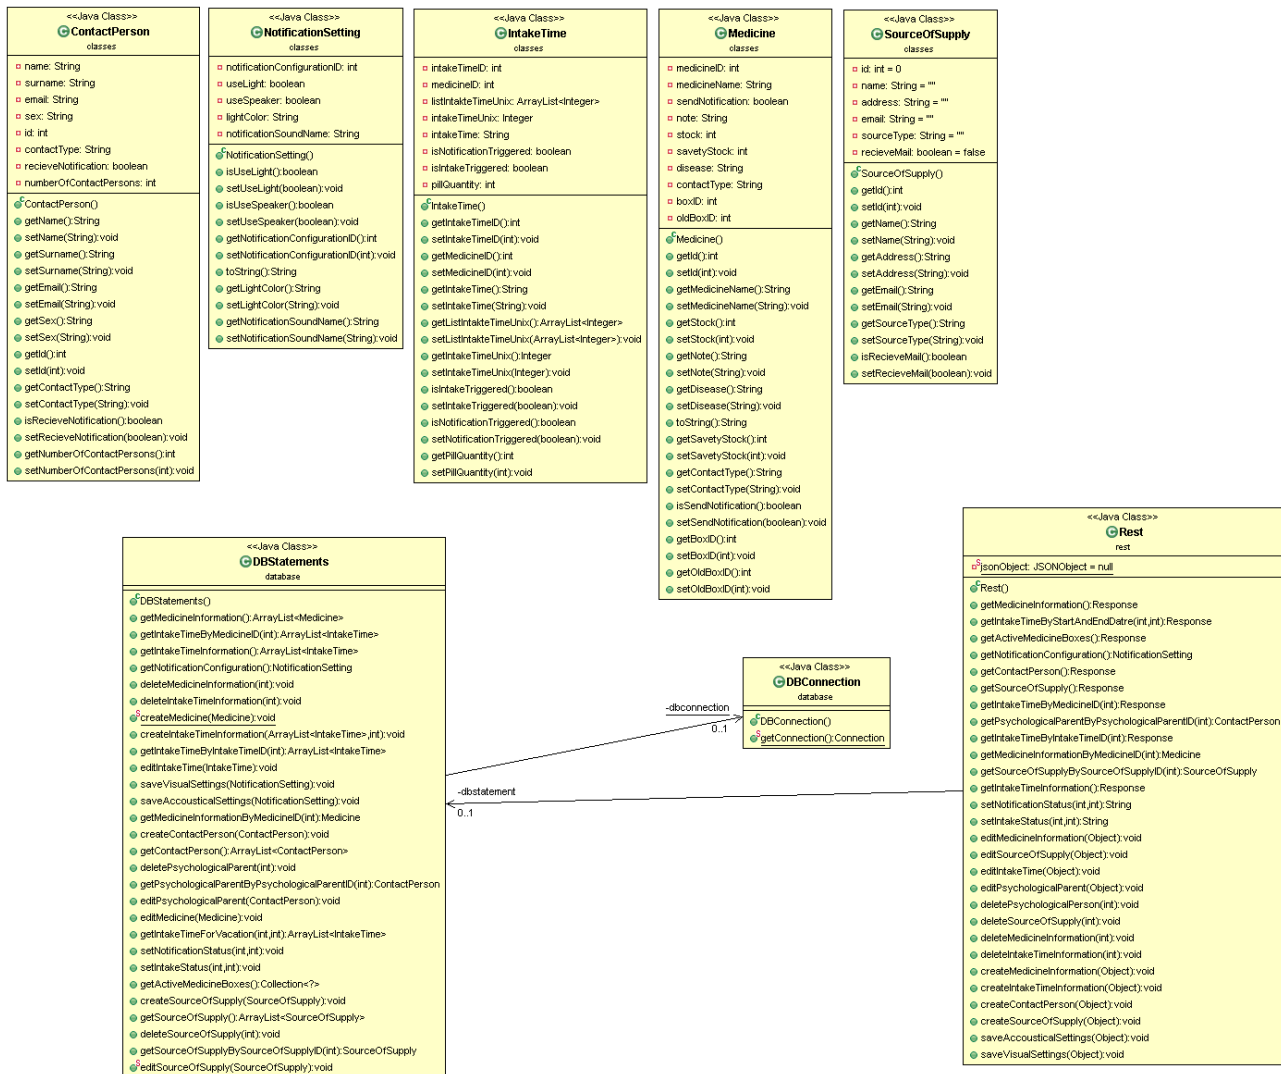 <<Java Class>>
ContactPerson
classes
name: String
surname: String
email: String
sex: String
id: int
contactType: String
recieveNotification: boolean
numberOfContactPersons: int
ContactPerson()
getName():String
setName(String):void
getSurname():String
setSurname(String):void
getEmail():String
setEmail(String):void
getSex():String
setSex(String):void
getId():int
setId(int):void
getContactType():String
setContactType(String):void
isRecieveNotification():boolean
setRecieveNotification(boolean):void
getNumberOfContactPersons():int
setNumberOfContactPersons(int):void
<<Java Class>>
NotificationSetting
classes
notificationConfigurationID: int
useLight: boolean
useSpeaker: boolean
lightColor: String
notificationSoundName: String
NotificationSetting()
isUseLight():boolean
setUseLight(boolean):void
isUseSpeaker():boolean
setUseSpeaker(boolean):void
getNotificationConfigurationID():int
setNotificationConfigurationID(int):void
toString():String
getLightColor():String
setLightColor(String):void
getNotificationSoundName():String
setNotificationSoundName(String):void
<<Java Class>>
IntakeTime
classes
intakeTimeID: int
medicineID: int
listIntakteTimeUnix: ArrayList<Integer>
intakeTimeUnix: Integer
intakeTime: String
isNotificationTriggered: boolean
isIntakeTriggered: boolean
pillQuantity: int
IntakeTime()
getIntakeTimeID():int
setIntakeTimeID(int):void
getMedicineID():int
setMedicineID(int):void
getIntakeTime():String
setIntakeTime(String):void
getListIntakteTimeUnix():ArrayList<Integer>
setListIntakteTimeUnix(ArrayList<Integer>):void
getIntakeTimeUnix():Integer
setIntakeTimeUnix(Integer):void
isIntakeTriggered():boolean
setIntakeTriggered(boolean):void
isNotificationTriggered():boolean
setNotificationTriggered(boolean):void
getPillQuantity():int
setPillQuantity(int):void
<<Java Class>>
Medicine
classes
medicineID: int
medicineName: String
sendNotification: boolean
note: String
stock: int
savetyStock: int
disease: String
contactType: String
boxID: int
oldBoxID: int
Medicine()
getId():int
setId(int):void
getMedicineName():String
setMedicineName(String):void
getStock():int
setStock(int):void
getNote():String
setNote(String):void
getDisease():String
setDisease(String):void
toString():String
getSavetyStock():int
setSavetyStock(int):void
getContactType():String
setContactType(String):void
isSendNotification():boolean
setSendNotification(boolean):void
getBoxID():int
setBoxID(int):void
getOldBoxID():int
setOldBoxID(int):void
<<Java Class>>
SourceOfSupply
classes
id: int = 0
name: String = ""
address: String = ""
email: String = ""
sourceType: String = ""
recieveMail: boolean = false
SourceOfSupply()
getId():int
setId(int):void
getName():String
setName(String):void
getAddress():String
setAddress(String):void
getEmail():String
setEmail(String):void
getSourceType():String
setSourceType(String):void
isRecieveMail():boolean
setRecieveMail(boolean):void
<<Java Class>>
DBStatements
database
DBStatements()
getMedicineInformation():ArrayList<Medicine>
getIntakeTimeByMedicineID(int):ArrayList<IntakeTime>
getIntakeTimeInformation():ArrayList<IntakeTime>
getNotificationConfiguration():NotificationSetting
deleteMedicineInformation(int):void
deleteIntakeTimeInformation(int):void
createMedicine(Medicine):void
createIntakeTimeInformation(ArrayList<IntakeTime>,int):void
getIntakeTimeByIntakeTimeID(int):ArrayList<IntakeTime>
editIntakeTime(IntakeTime):void
saveVisualSettings(NotificationSetting):void
saveAccousticalSettings(NotificationSetting):void
getMedicineInformationByMedicineID(int):Medicine
createContactPerson(ContactPerson):void
getContactPerson():ArrayList<ContactPerson>
deletePsychologicalParent(int):void
getPsychologicalParentByPsychologicalParentID(int):ContactPerson
editPsychologicalParent(ContactPerson):void
editMedicine(Medicine):void
getIntakeTimeForVacation(int,int):ArrayList<IntakeTime>
setNotificationStatus(int,int):void
setIntakeStatus(int,int):void
getActiveMedicineBoxes():Collection<?>
createSourceOfSupply(SourceOfSupply):void
getSourceOfSupply():ArrayList<SourceOfSupply>
deleteSourceOfSupply(int):void
getSourceOfSupplyBySourceOfSupplyID(int):SourceOfSupply
editSourceOfSupply(SourceOfSupply):void
-dbconnection
0..1
-dbstatement
0..1
<<Java Class>>
DBConnection
database
DBConnection()
getConnection():Connection
<<Java Class>>
Rest
rest
jsonObject: JSONObject = null
Rest()
getMedicineInformation():Response
getIntakeTimeByStartAndEndDatre(int,int):Response
getActiveMedicineBoxes():Response
getNotificationConfiguration():NotificationSetting
getContactPerson():Response
getSourceOfSupply():Response
getIntakeTimeByMedicineID(int):Response
getPsychologicalParentByPsychologicalParentID(int):ContactPerson
getIntakeTimeByIntakeTimeID(int):Response
getMedicineInformationByMedicineID(int):Medicine
getSourceOfSupplyBySourceOfSupplyID(int):SourceOfSupply
getIntakeTimeInformation():Response
setNotificationStatus(int,int):String
setIntakeStatus(int,int):String
editMedicineInformation(Object):void
editSourceOfSupply(Object):void
editIntakeTime(Object):void
editPsychologicalParent(Object):void
deletePsychologicalPerson(int):void
deleteSourceOfSupply(int):void
deleteMedicineInformation(int):void
deleteIntakeTimeInformation(int):void
createMedicineInformation(Object):void
createIntakeTimeInformation(Object):void
createContactPerson(Object):void
createSourceOfSupply(Object):void
saveAccousticalSettings(Object):void
saveVisualSettings(Object):void